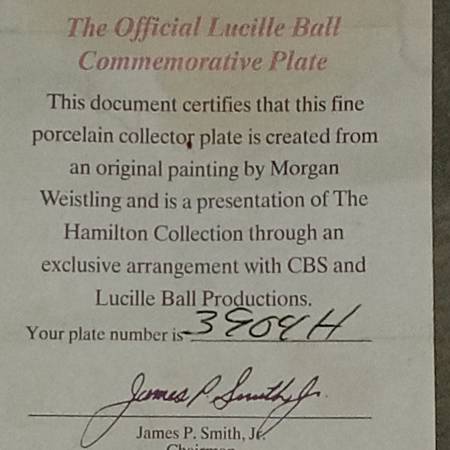 The Official Lucille Ball
Commemorative Plate
This document certifies that this fine
porcelain collector plate is created from
an original painting by Morgan
Weistling and is a presentation of The
Hamilton Collection through an
exclusive arrangement with CBS and
Lucille Ball Productions.
Your plate number is 3904H
James P. Smith, Jr.
James P. Smith, Jr.
Chairman